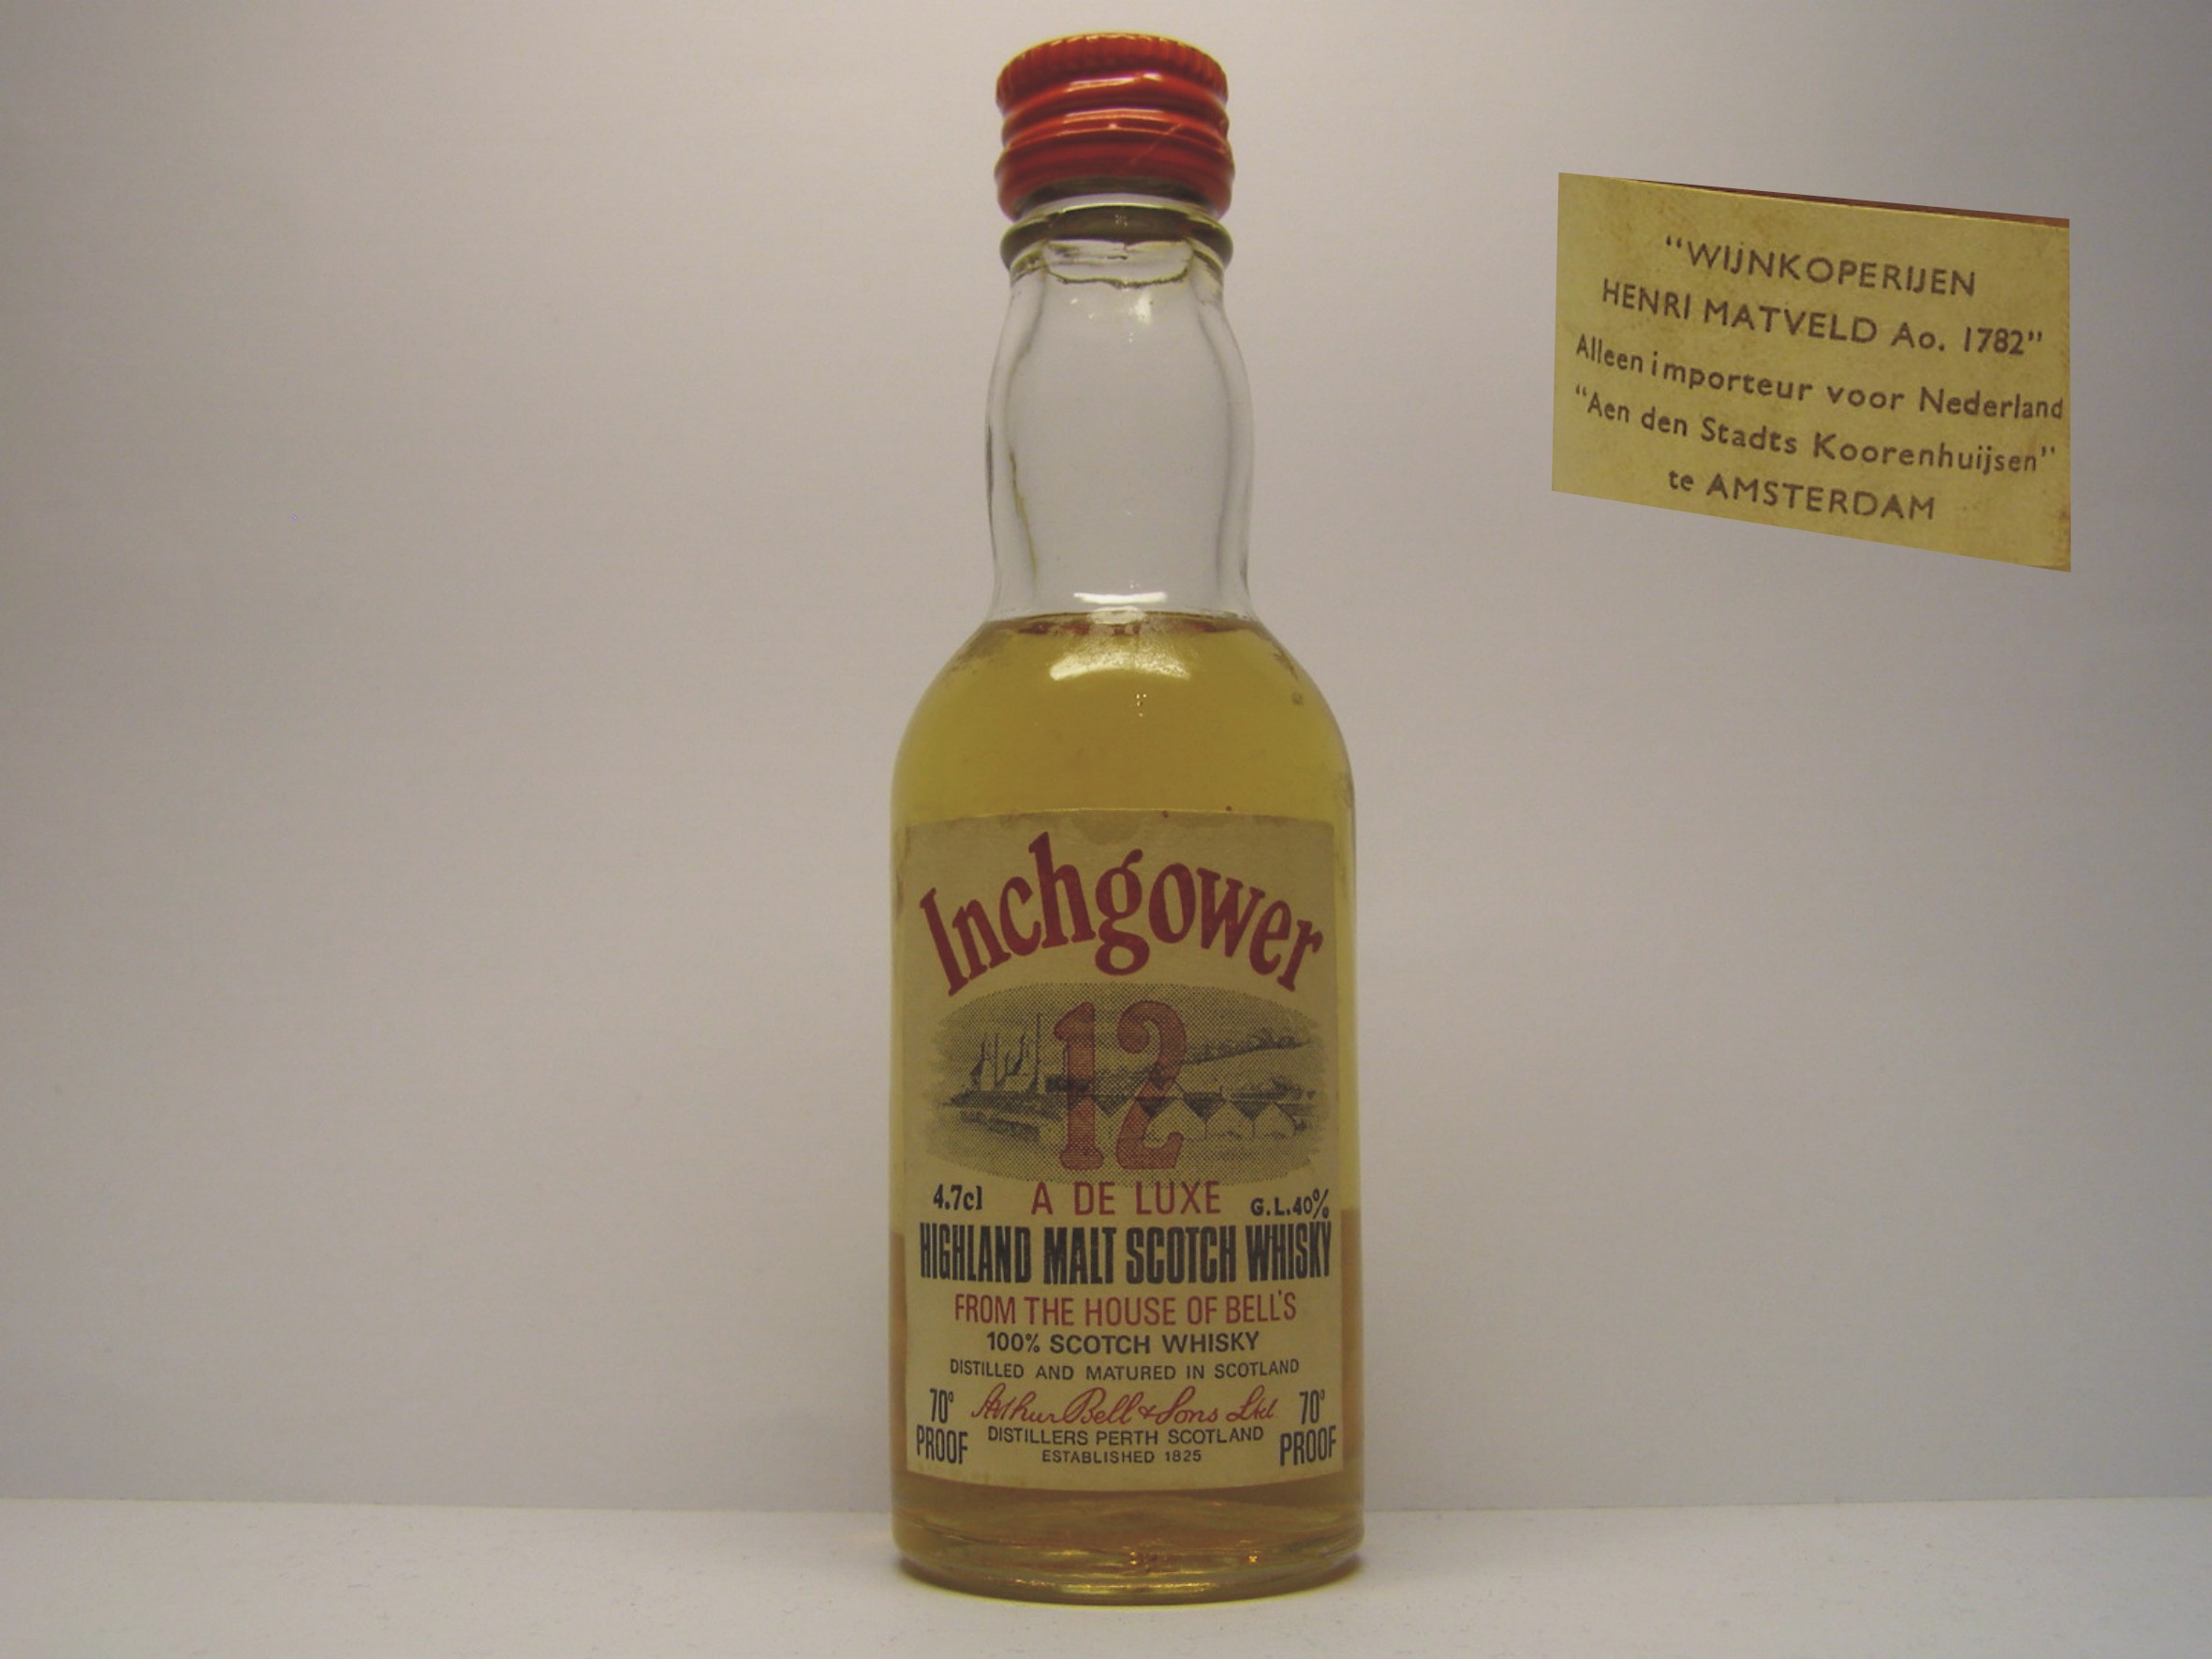 Inchgower
12
4.7cl A DE LUXE G.L.40%
HIGHLAND MALT SCOTCH WHISKY
FROM THE HOUSE OF BELL'S
100% SCOTCH WHISKY
DISTILLED AND MATURED IN SCOTLAND
70° PROOF Arthur Bell & Sons Ltd 70° PROOF
DISTILLERS PERTH SCOTLAND
ESTABLISHED 1825
"WIJNKOPERIJEN
HENRI MATVELD Ao. 1782"
Alleenimporteur voor Nederland
"Aen den Stadts Koorenhuijsen"
te AMSTERDAM